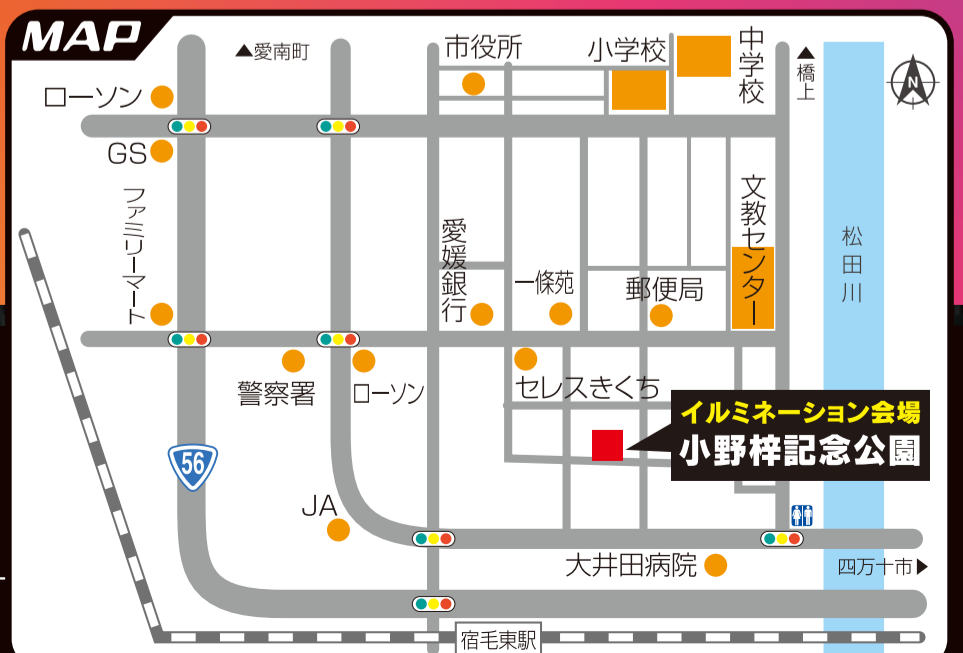 MAP
▲愛南町
市役所
小学校
中学校
▲橋上
N
ローソン
GS
ファミリーマート
愛媛銀行
一條苑
郵便局
文教センター
松田川
警察署
ローソン
セレスきくち
イルミネーション会場
小野梓記念公園
56
JA
大井田病院
四万十市▶
宿毛東駅